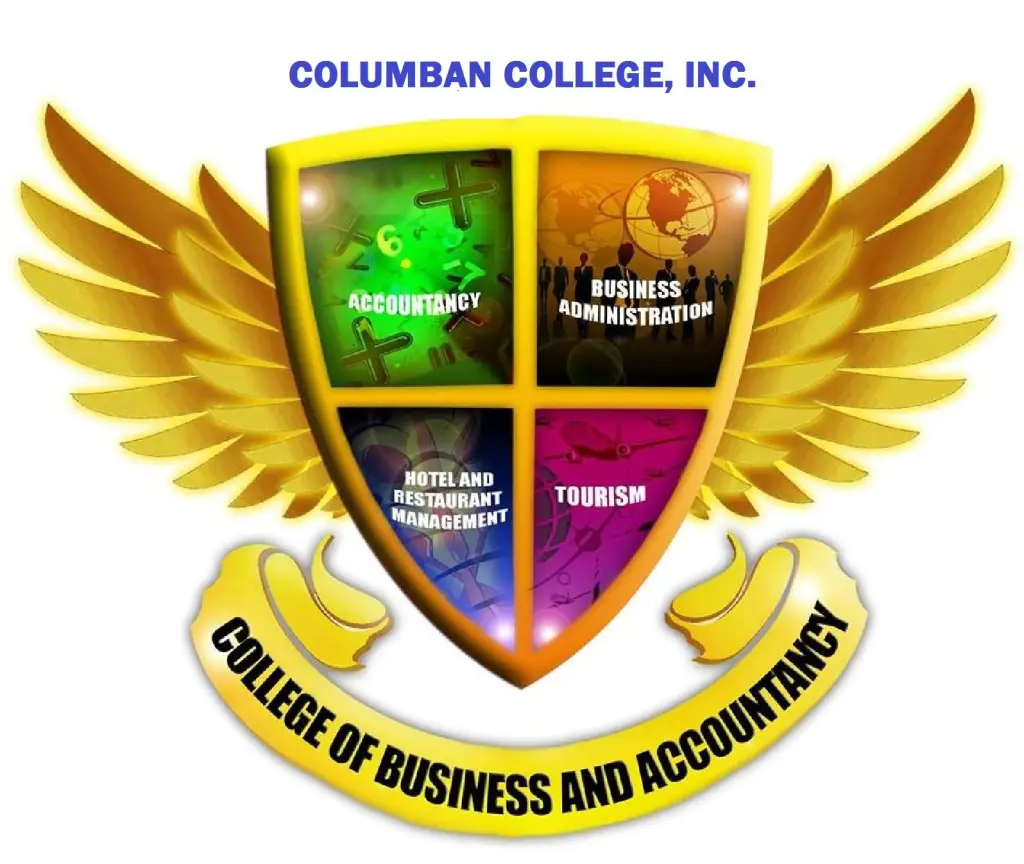 COLUMBAN COLLEGE, INC.
ACCOUNTANCY
BUSINESS
ADMINISTRATION
HOTEL AND
RESTAURANT
MANAGEMENT
TOURISM
COLLEGE OF BUSINESS AND ACCOUNTANCY